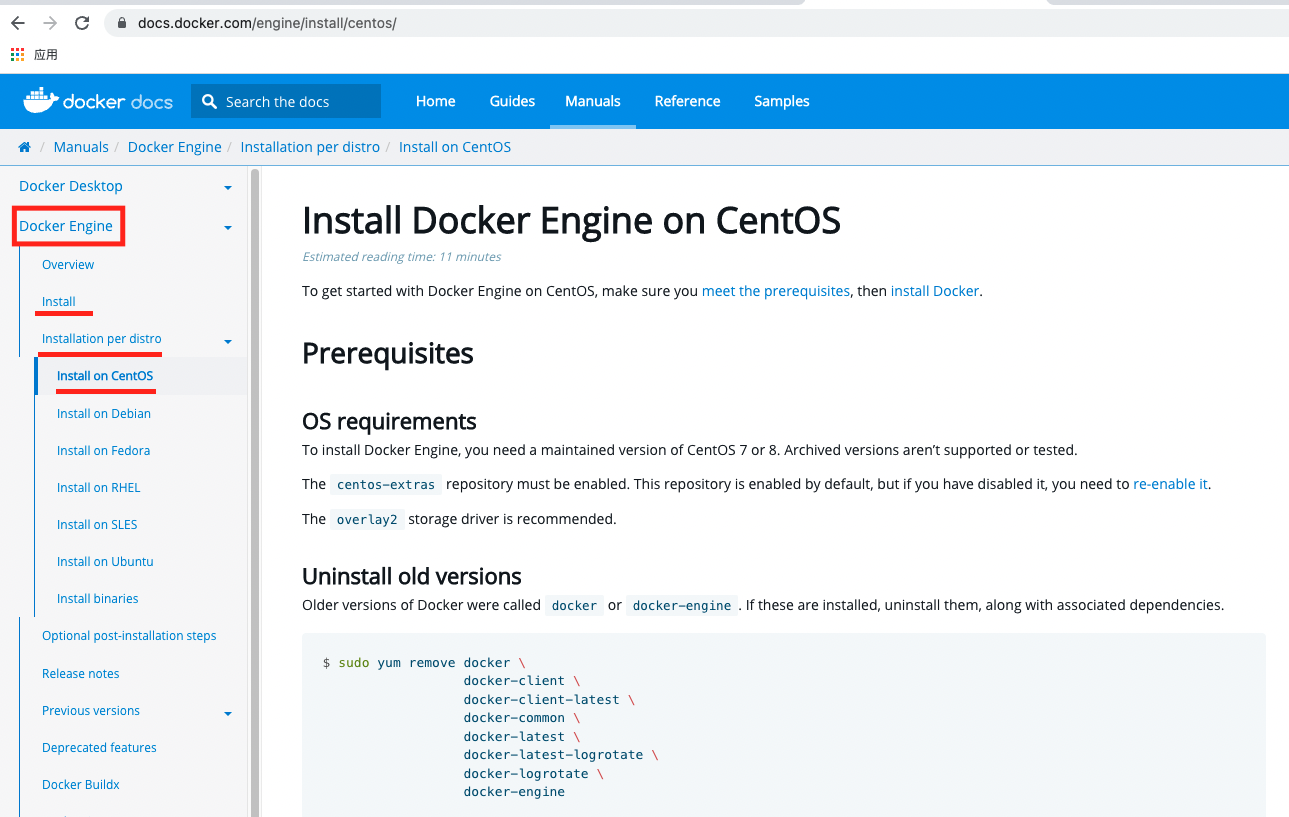 docs.docker.com/engine/install/centos/
应用
docker docs
Search the docs
Home Guides Manuals Reference Samples
/ Manuals / Docker Engine / Installation per distro / Install on CentOS
Docker Desktop
Docker Engine
Overview
Install
Installation per distro
Install on CentOS
Install on Debian
Install on Fedora
Install on RHEL
Install on SLES
Install on Ubuntu
Install binaries
Optional post-installation steps
Release notes
Previous versions
Deprecated features
Docker Buildx
Install Docker Engine on CentOS
Estimated reading time: 11 minutes
To get started with Docker Engine on CentOS, make sure you meet the prerequisites, then install Docker.
Prerequisites
OS requirements
To install Docker Engine, you need a maintained version of CentOS 7 or 8. Archived versions aren’t supported or tested.
The centos-extras repository must be enabled. This repository is enabled by default, but if you have disabled it, you need to re-enable it.
The overlay2 storage driver is recommended.
Uninstall old versions
Older versions of Docker were called docker or docker-engine . If these are installed, uninstall them, along with associated dependencies.
$ sudo yum remove docker \
docker-client \
docker-client-latest \
docker-common \
docker-latest \
docker-latest-logrotate \
docker-logrotate \
docker-engine